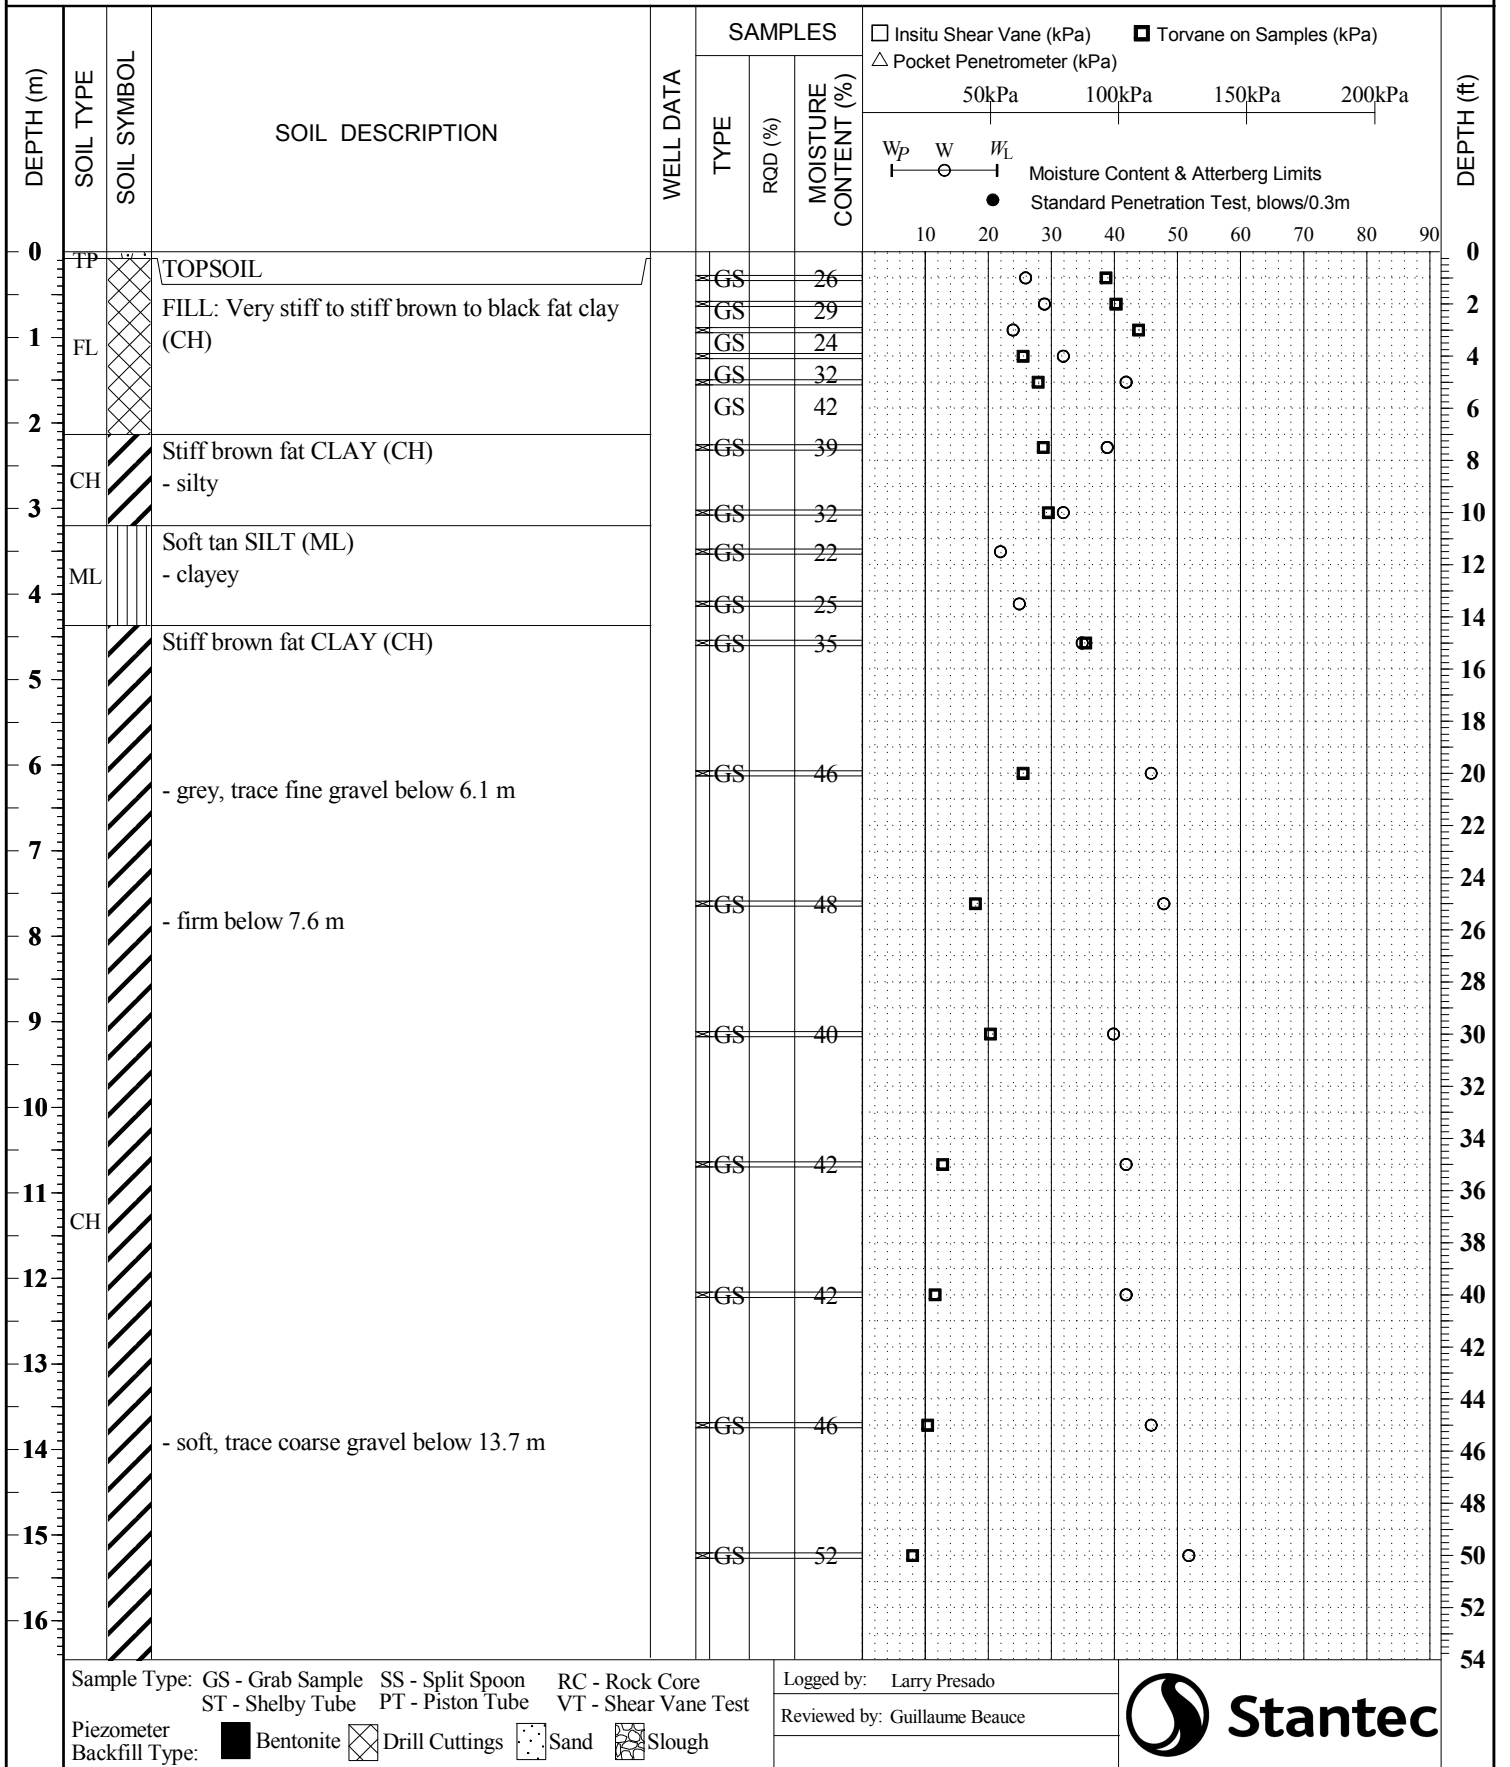 SAMPLES
DEPTH (m)
SOIL TYPE
SOIL SYMBOL
SOIL DESCRIPTION
WELL DATA
TYPE
RQD (%)
MOISTURE CONTENT (%)
DEPTH (ft)
Insitu Shear Vane (kPa)
Torvane on Samples (kPa)
Pocket Penetrometer (kPa)
50kPa 100kPa 150kPa 200kPa
WP W WL
Moisture Content & Atterberg Limits
Standard Penetration Test, blows/0.3m
10 20 30 40 50 60 70 80 90
0
1
2
3
4
5
6
7
8
9
10
11
12
13
14
15
16
TP
FL
CH
ML
CH
TOPSOIL
FILL: Very stiff to stiff brown to black fat clay
(CH)
Stiff brown fat CLAY (CH)
- silty
Soft tan SILT (ML)
- clayey
Stiff brown fat CLAY (CH)
- grey, trace fine gravel below 6.1 m
- firm below 7.6 m
- soft, trace coarse gravel below 13.7 m
GS 26
GS 29
GS 24
GS 32
GS 42
GS 39
GS 32
GS 22
GS 25
GS 35
GS 46
GS 48
GS 40
GS 42
GS 42
GS 46
GS 52
0
2
4
6
8
10
12
14
16
18
20
22
24
26
28
30
32
34
36
38
40
42
44
46
48
50
52
54
Sample Type: GS - Grab Sample SS - Split Spoon RC - Rock Core
ST - Shelby Tube PT - Piston Tube VT - Shear Vane Test
Piezometer
Backfill Type: Bentonite Drill Cuttings Sand Slough
Logged by: Larry Presado
Reviewed by: Guillaume Beauce
Stantec